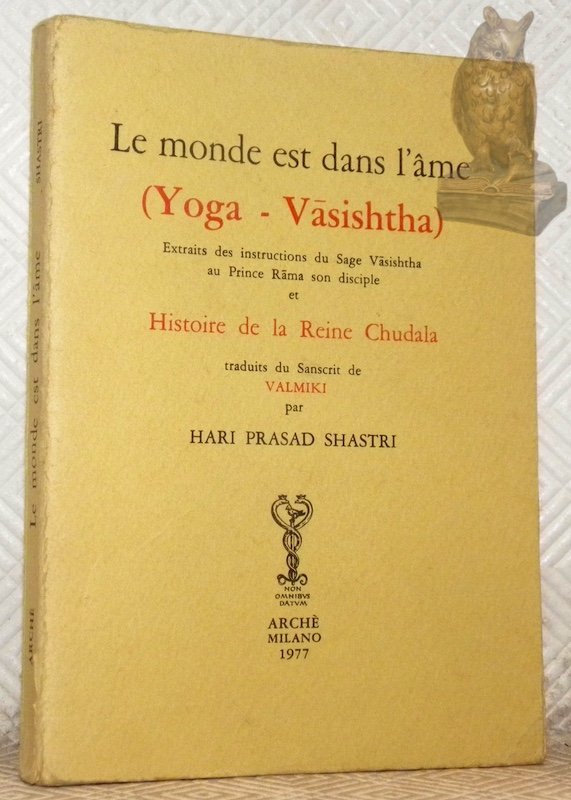 Le monde est dans l'âme
(Yoga - Vāsishtha)
Extraits des instructions du Sage Vāsishtha
au Prince Rāma son disciple
et
Histoire de la Reine Chudala
traduits du Sanscrit de
VALMIKI
par
HARI PRASAD SHASTRI
NON
OMNIBVS
DATVM
ARCHÈ
MILANO
1977
ARCHÈ Le monde est dans l'âme SHASTRI